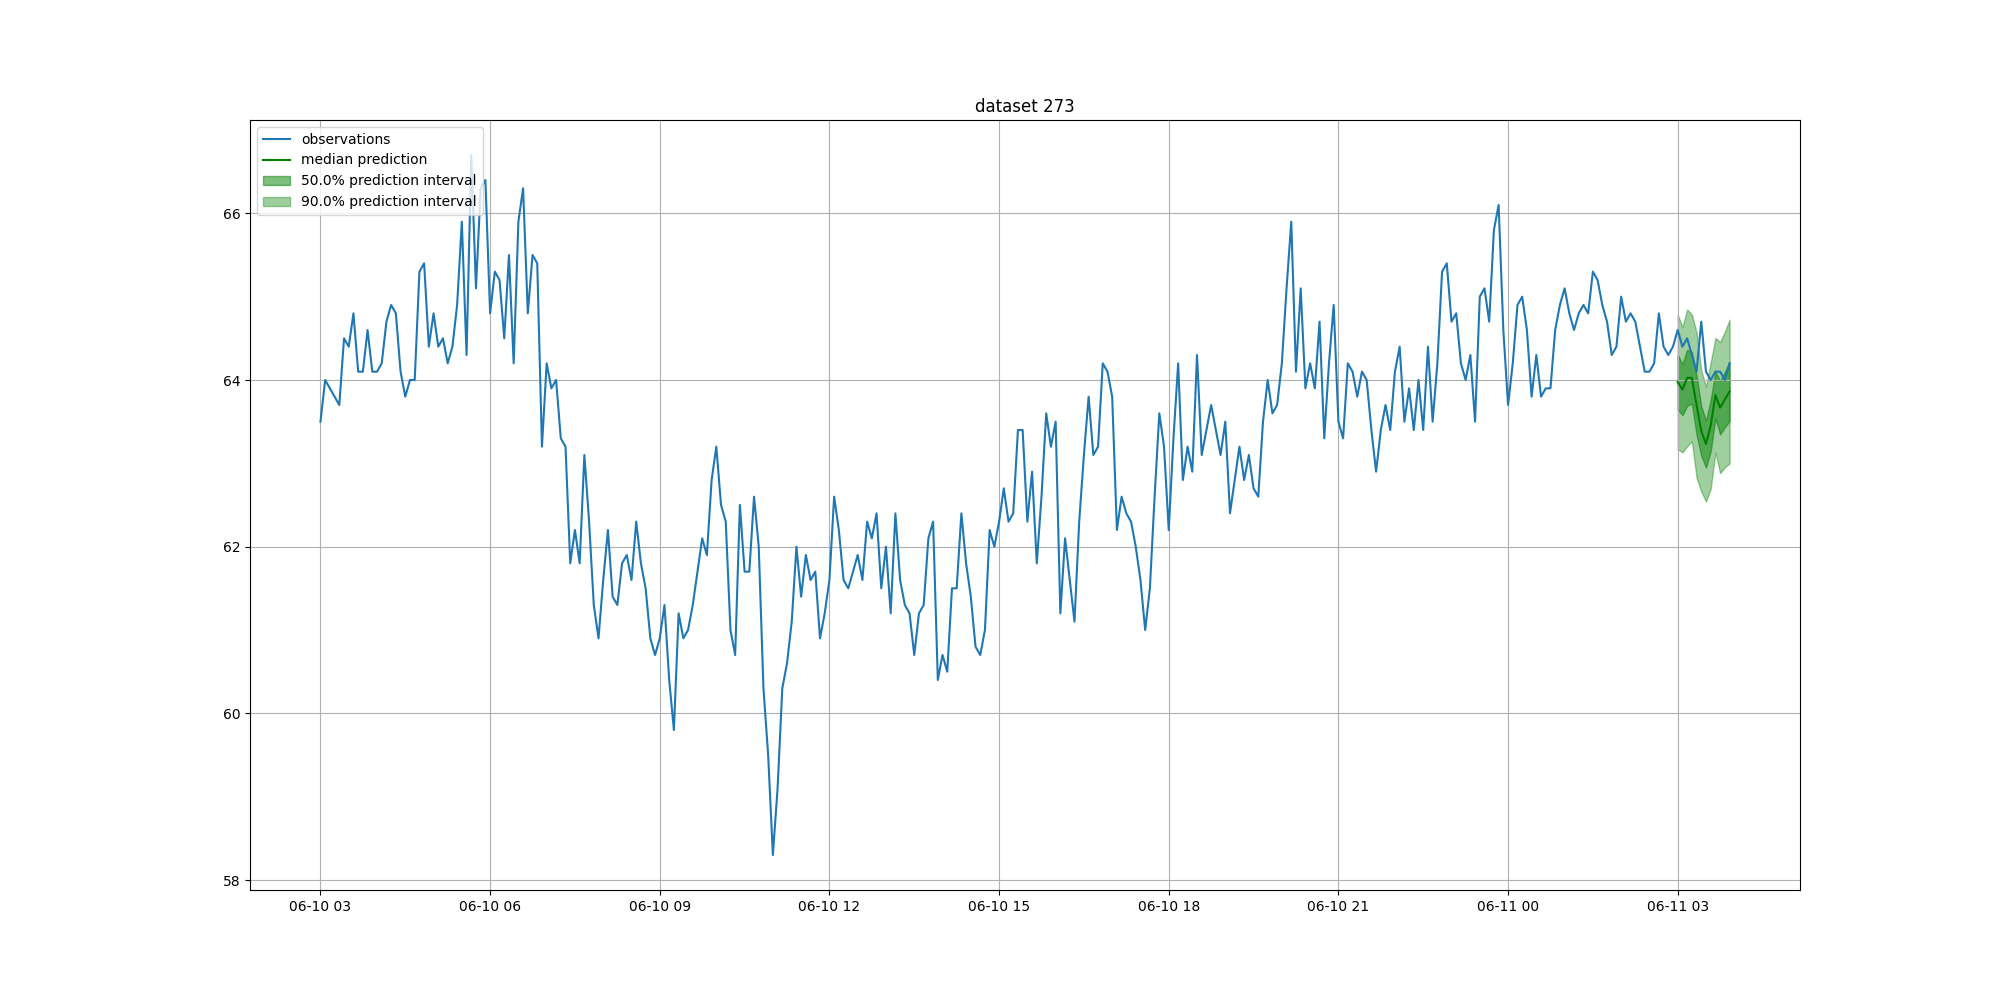 dataset 273
observations
median prediction
50.0% prediction interval
90.0% prediction interval
66
64
62
60
58
06-10 03 06-10 06 06-10 09 06-10 12 06-10 15 06-10 18 06-10 21 06-11 00 06-11 03